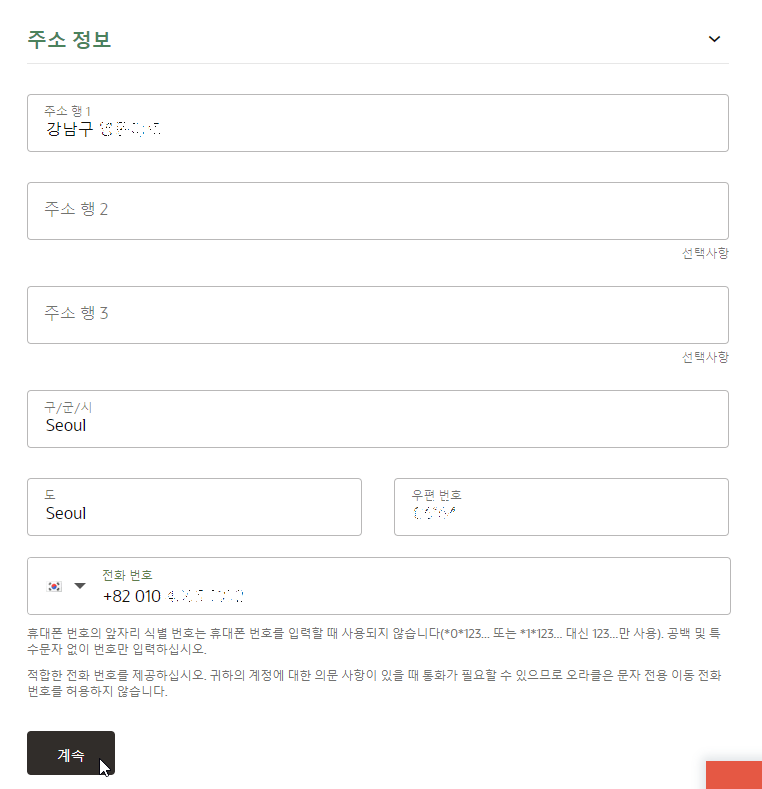 주소 정보
주소 행 1
강남구
주소 행 2
선택사항
주소 행 3
선택사항
구/군/시
Seoul
도
Seoul
우편 번호
전화 번호
+82 010
휴대폰 번호의 앞자리 식별 번호는 휴대폰 번호를 입력할 때 사용되지 않습니다(*0*123... 또는 *1*123... 대신 123...만 사용). 공백 및 특
수문자 없이 번호만 입력하십시오.
적합한 전화 번호를 제공하십시오. 귀하의 계정에 대한 의문 사항이 있을 때 통화가 필요할 수 있으므로 오라클은 문자 전용 이동 전화
번호를 허용하지 않습니다.
계속